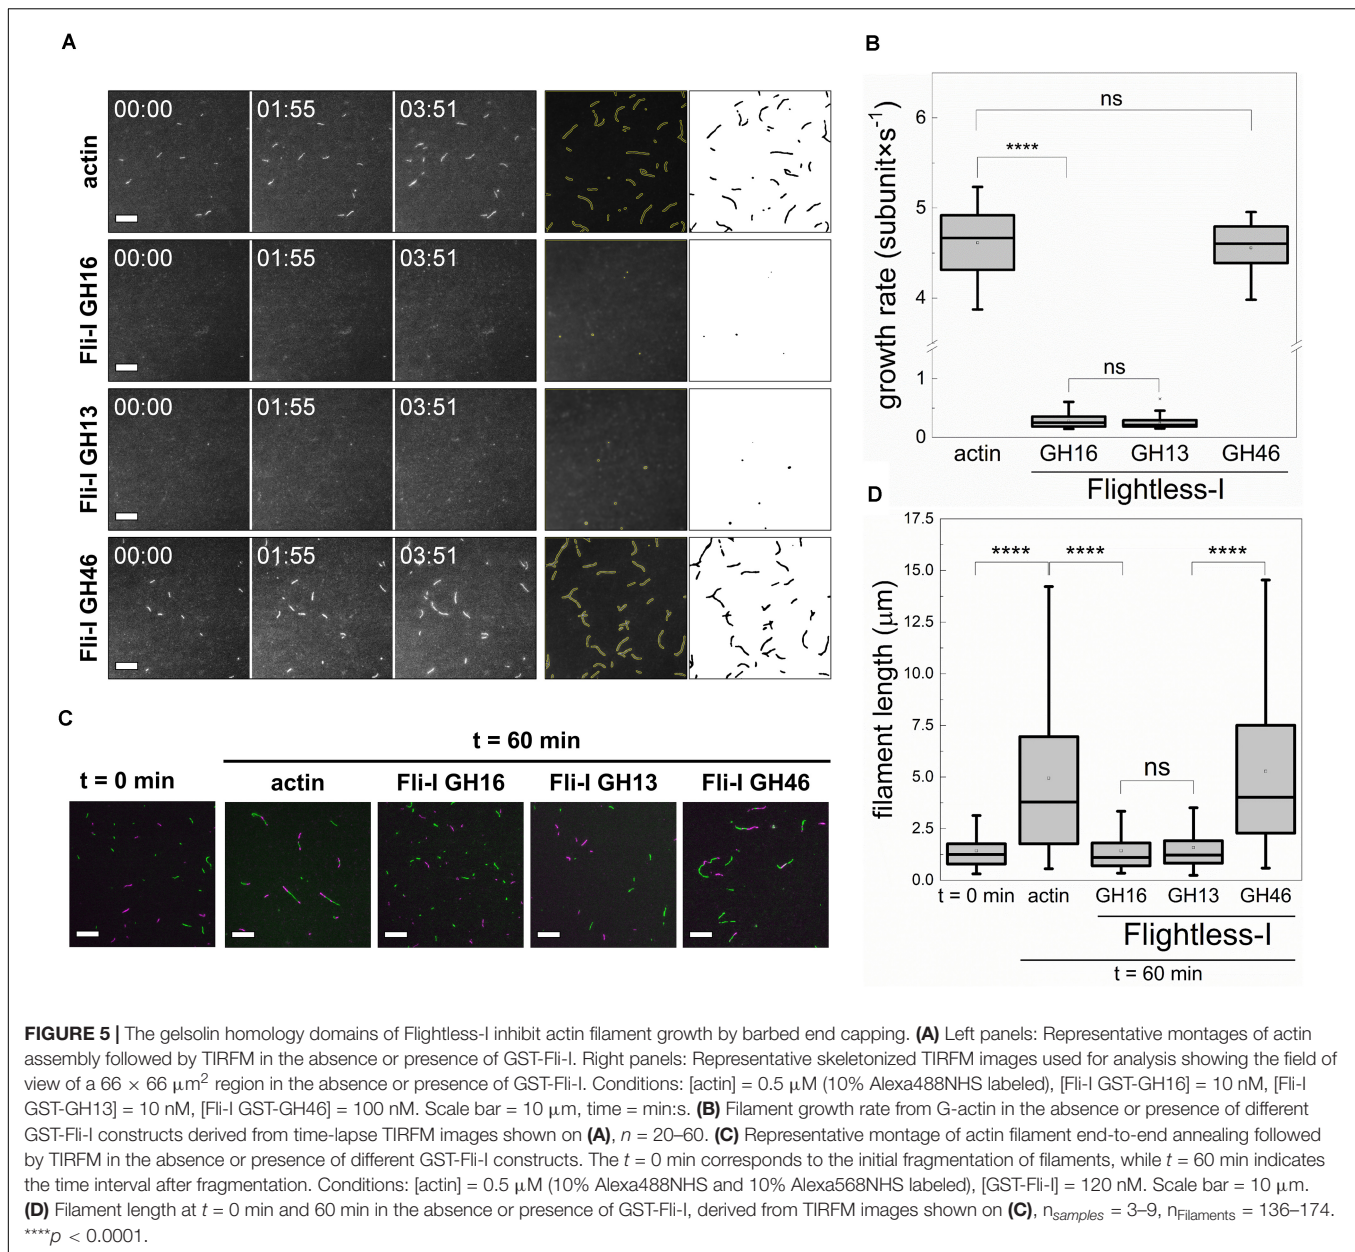 A
actin
00:00
01:55
03:51
Fli-I GH16
00:00
01:55
03:51
Fli-I GH13
00:00
01:55
03:51
Fli-I GH46
00:00
01:55
03:51
B
growth rate (subunit×s⁻¹)
6
5
4
1
0
ns
****
ns
actin
GH16
GH13
GH46
Flightless-I
C
t = 60 min
t = 0 min
actin
Fli-I GH16
Fli-I GH13
Fli-I GH46
D
filament length (μm)
17.5
15.0
12.5
10.0
7.5
5.0
2.5
0.0
****
****
****
ns
t = 0 min
actin
GH16
GH13
GH46
Flightless-I
t = 60 min
FIGURE 5 | The gelsolin homology domains of Flightless-I inhibit actin filament growth by barbed end capping. (A) Left panels: Representative montages of actin
assembly followed by TIRFM in the absence or presence of GST-Fli-I. Right panels: Representative skeletonized TIRFM images used for analysis showing the field of
view of a 66 × 66 μm² region in the absence or presence of GST-Fli-I. Conditions: [actin] = 0.5 μM (10% Alexa488NHS labeled), [Fli-I GST-GH16] = 10 nM, [Fli-I
GST-GH13] = 10 nM, [Fli-I GST-GH46] = 100 nM. Scale bar = 10 μm, time = min:s. (B) Filament growth rate from G-actin in the absence or presence of different
GST-Fli-I constructs derived from time-lapse TIRFM images shown on (A), n = 20–60. (C) Representative montage of actin filament end-to-end annealing followed
by TIRFM in the absence or presence of different GST-Fli-I constructs. The t = 0 min corresponds to the initial fragmentation of filaments, while t = 60 min indicates
the time interval after fragmentation. Conditions: [actin] = 0.5 μM (10% Alexa488NHS and 10% Alexa568NHS labeled), [GST-Fli-I] = 120 nM. Scale bar = 10 μm.
(D) Filament length at t = 0 min and 60 min in the absence or presence of GST-Fli-I, derived from TIRFM images shown on (C), nsamples = 3–9, nFilaments = 136–174.
****p < 0.0001.